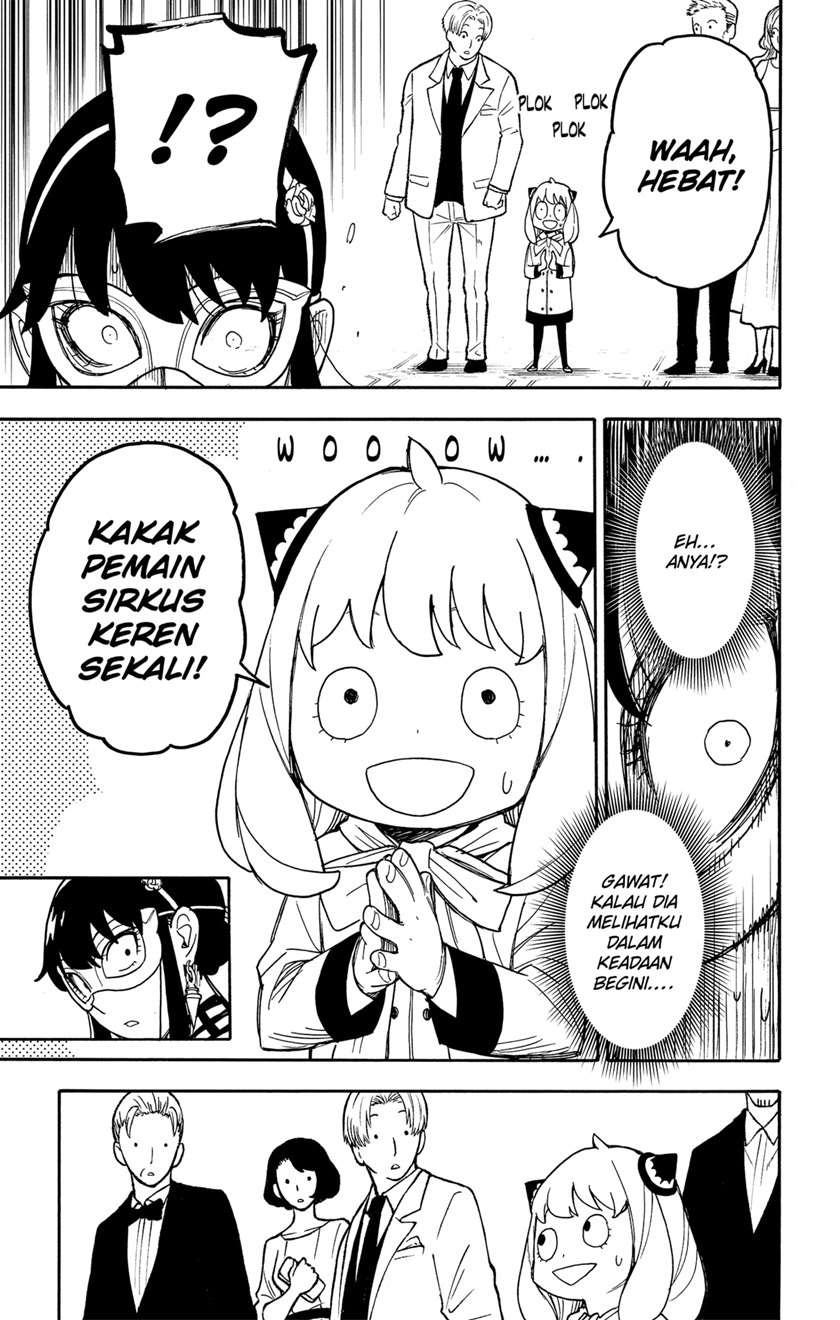 WAAH,
HEBAT!
PLOK PLOK
PLOK
!?
EH...
ANYA!?
GAWAT!
KALAU DIA
MELIHATKU
DALAM
KEADAAN
BEGINI....
WOOOOW... .
KAKAK
PEMAIN
SIRKUS
KEREN
SEKALI!